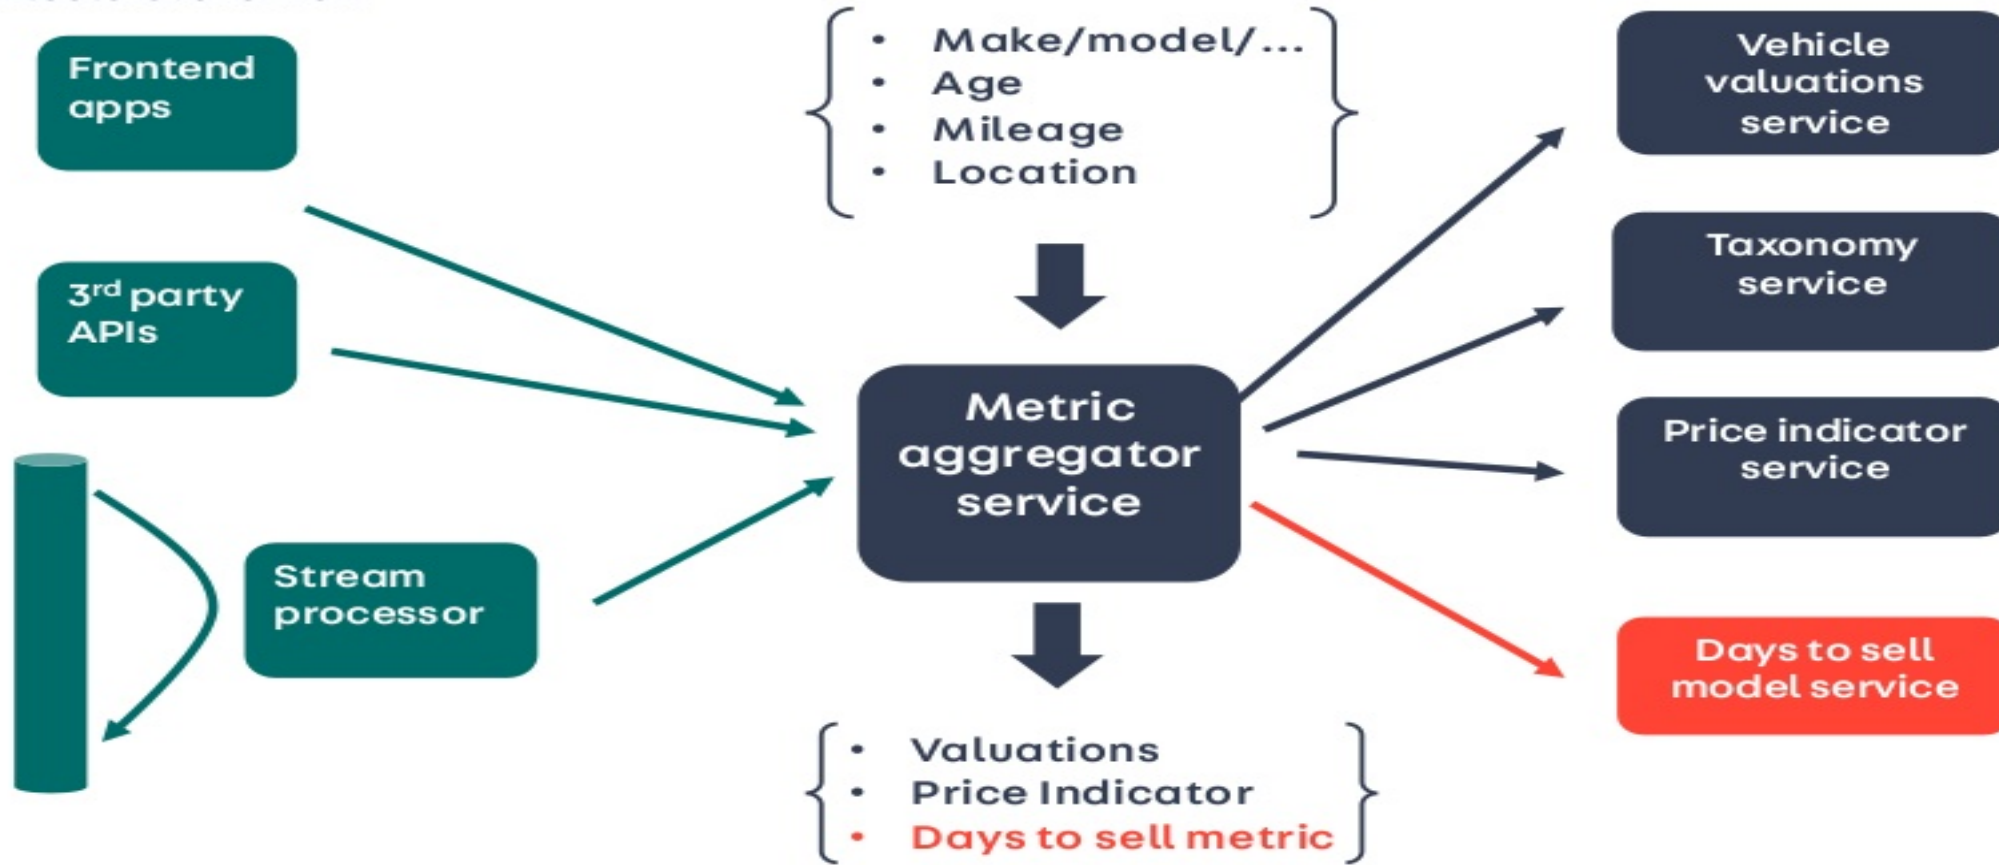 Frontend
apps
3rd party
APIs
Stream
processor
• Make/model/...
• Age
• Mileage
• Location
Metric
aggregator
service
• Valuations
• Price Indicator
• Days to sell metric
Vehicle
valuations
service
Taxonomy
service
Price indicator
service
Days to sell
model service